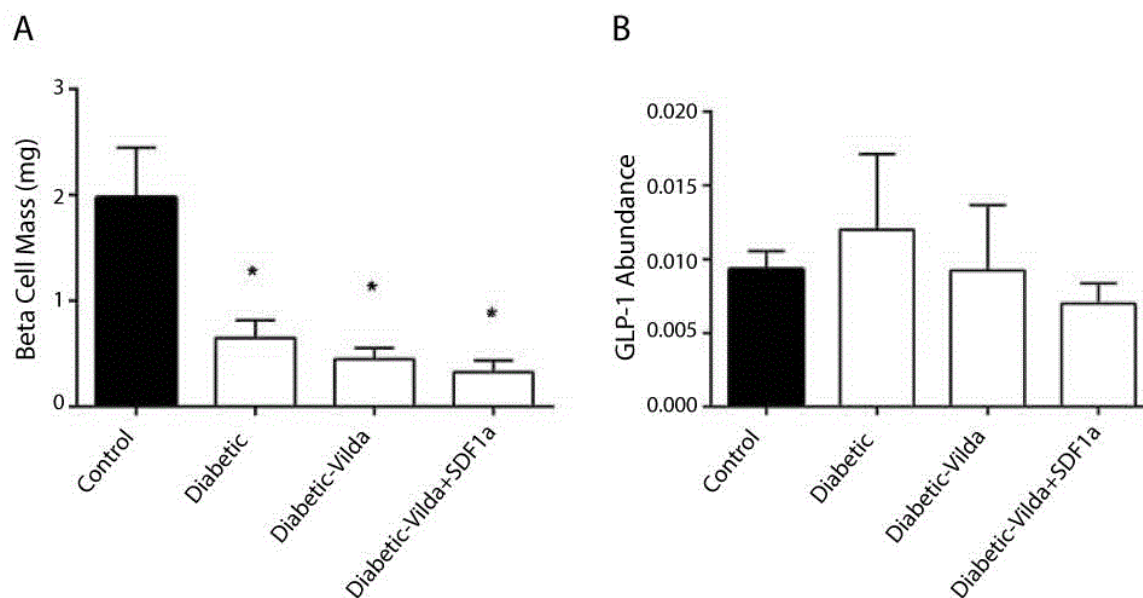 A
Beta Cell Mass (mg)
3
2
1
0
*
*
*
Control
Diabetic
Diabetic-Vilda
Diabetic-Vilda+SDF1a
B
GLP-1 Abundance
0.020
0.015
0.010
0.005
0.000
Control
Diabetic
Diabetic-Vilda
Diabetic-Vilda+SDF1a